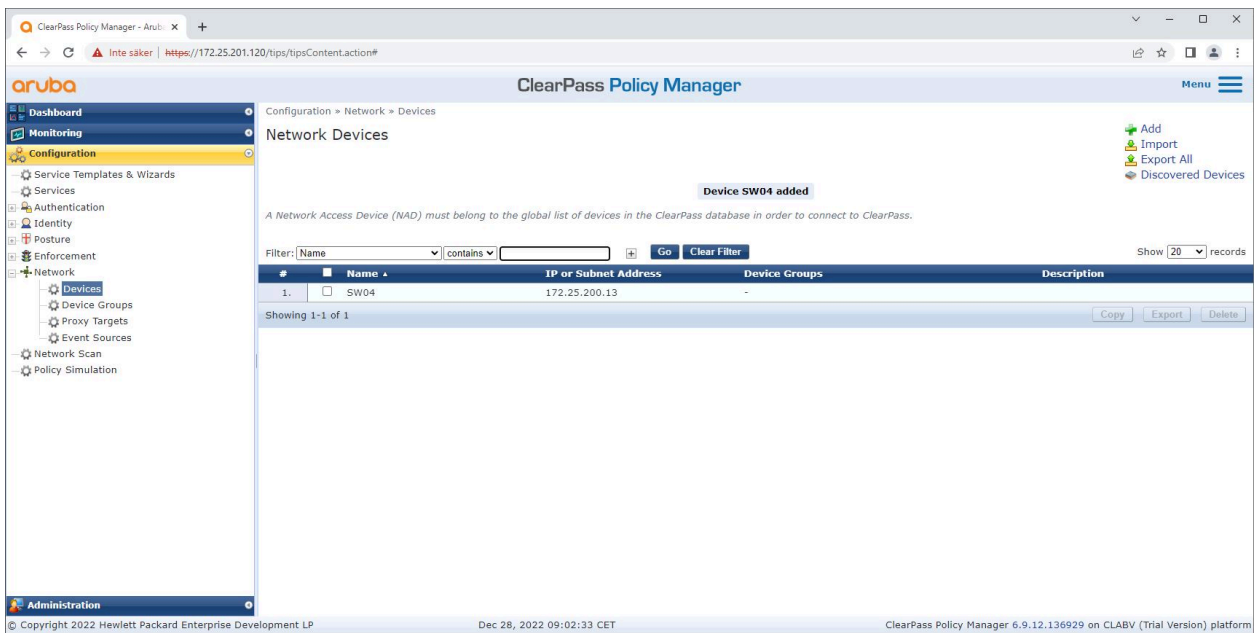 ClearPass Policy Manager - Arub
Inte säker https://172.25.201.120/tips/tipsContent.action#
aruba
ClearPass Policy Manager
Menu
Dashboard
Monitoring
Configuration
Service Templates & Wizards
Services
Authentication
Identity
Posture
Enforcement
Network
Devices
Device Groups
Proxy Targets
Event Sources
Network Scan
Policy Simulation
Administration
Configuration » Network » Devices
Network Devices
Add
Import
Export All
Discovered Devices
Device SW04 added
A Network Access Device (NAD) must belong to the global list of devices in the ClearPass database in order to connect to ClearPass.
Filter: Name contains Go Clear Filter Show 20 records
# Name IP or Subnet Address Device Groups Description
1. SW04 172.25.200.13 -
Showing 1-1 of 1 Copy Export Delete
© Copyright 2022 Hewlett Packard Enterprise Development LP Dec 28, 2022 09:02:33 CET ClearPass Policy Manager 6.9.12.136929 on CLABV (Trial Version) platform